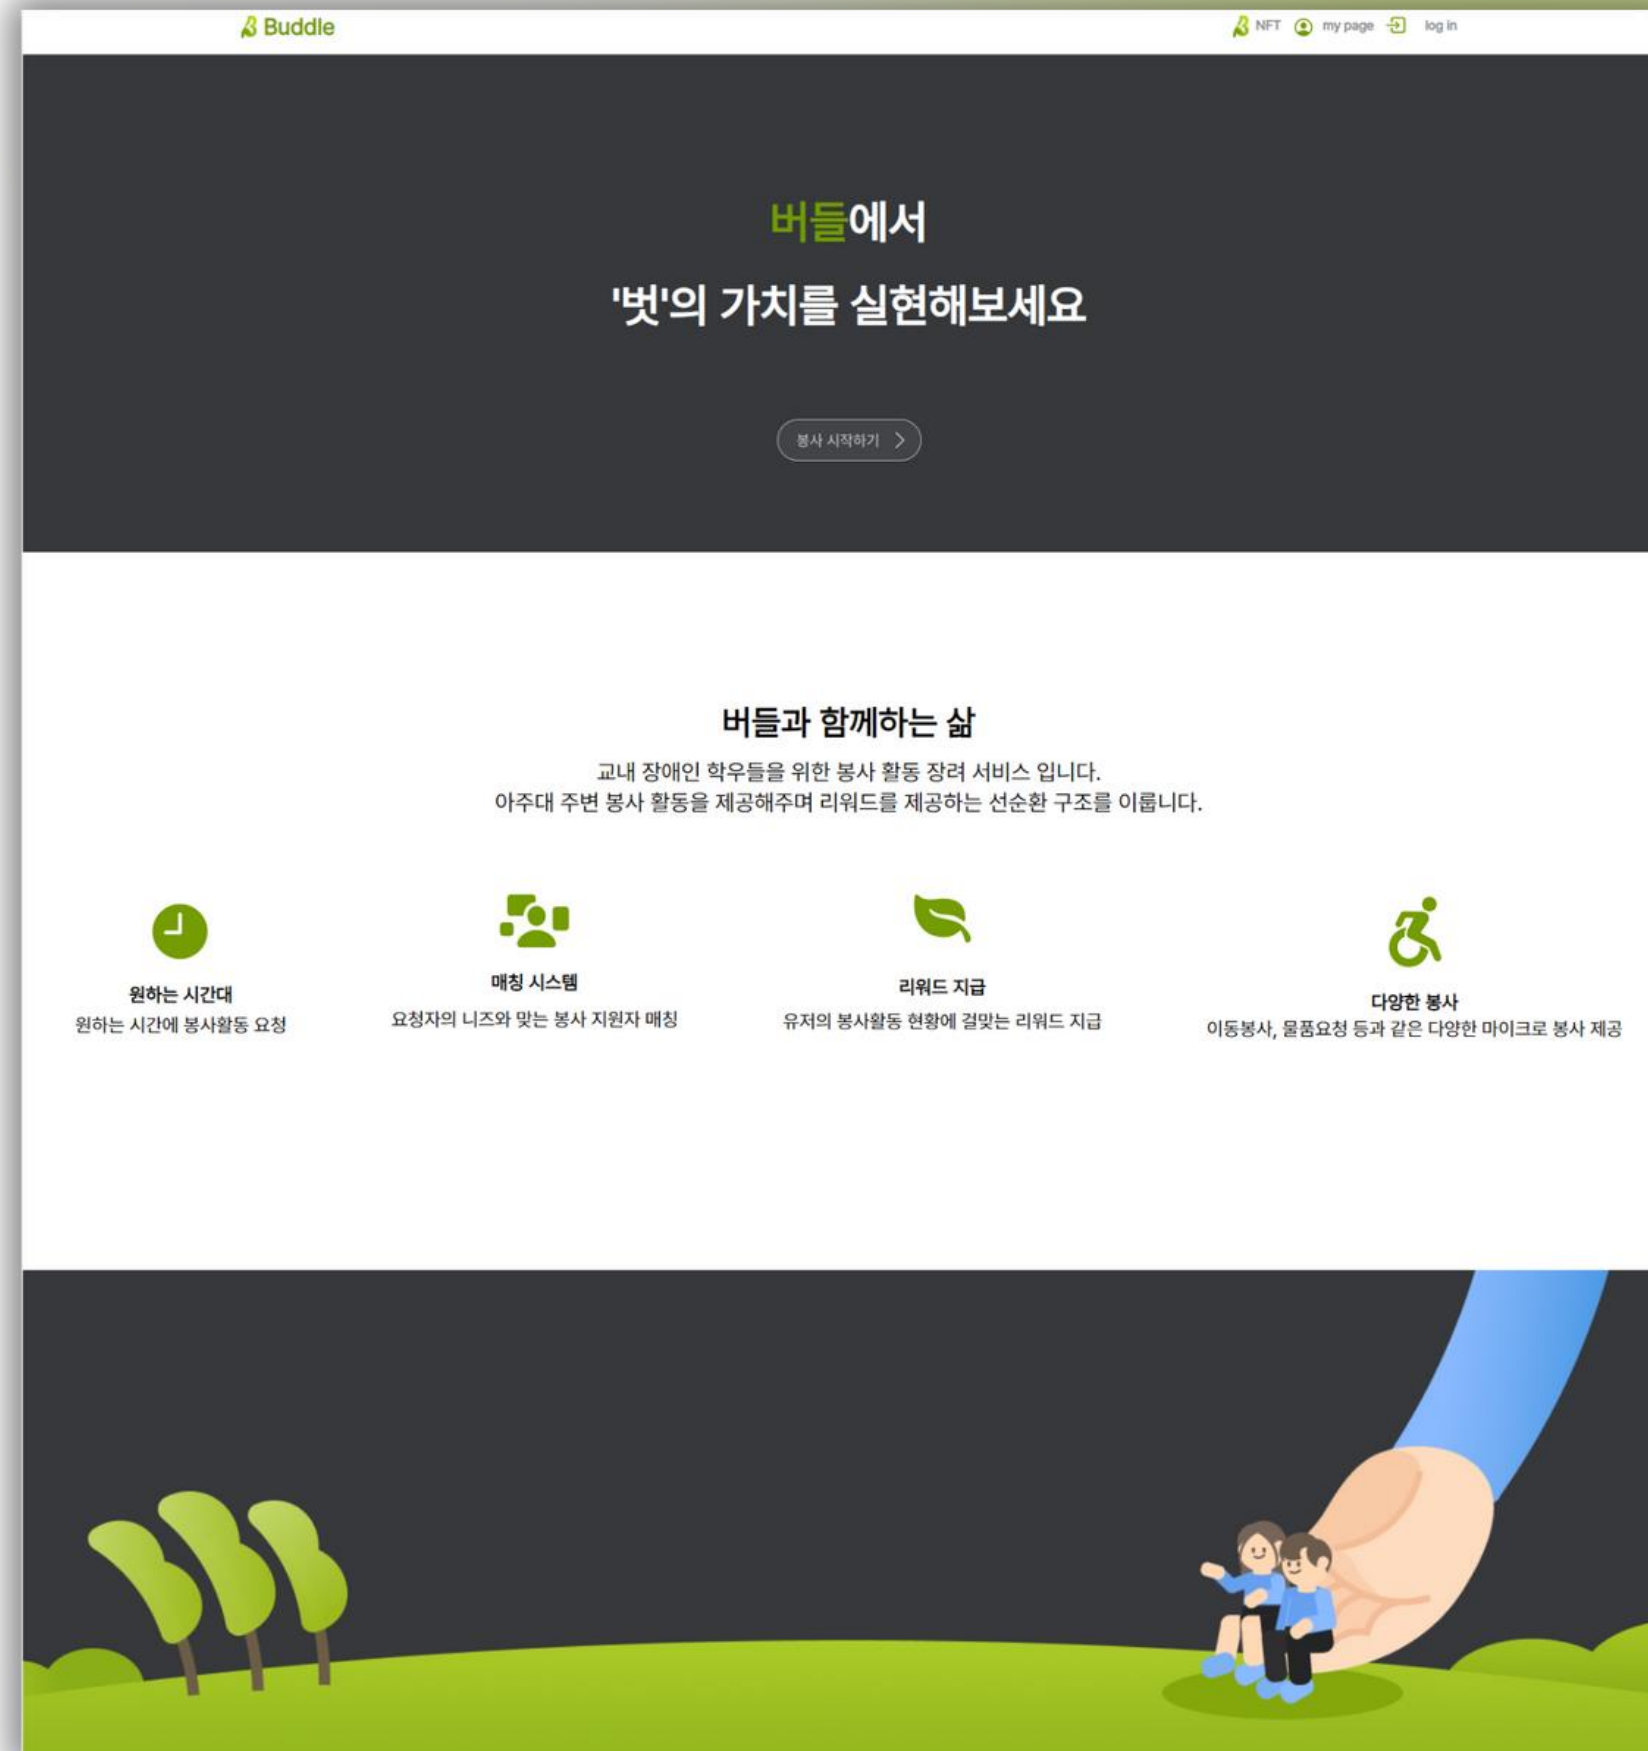 Buddle
NFT my page log in
버들에서
'벗'의 가치를 실현해보세요
봉사 시작하기
버들과 함께하는 삶
교내 장애인 학우들을 위한 봉사 활동 장려 서비스 입니다.
아주대 주변 봉사 활동을 제공해주며 리워드를 제공하는 선순환 구조를 이룹니다.
원하는 시간대
원하는 시간에 봉사활동 요청
매칭 시스템
요청자의 니즈와 맞는 봉사 지원자 매칭
리워드 지급
유저의 봉사활동 현황에 걸맞는 리워드 지급
다양한 봉사
이동봉사, 물품요청 등과 같은 다양한 마이크로 봉사 제공